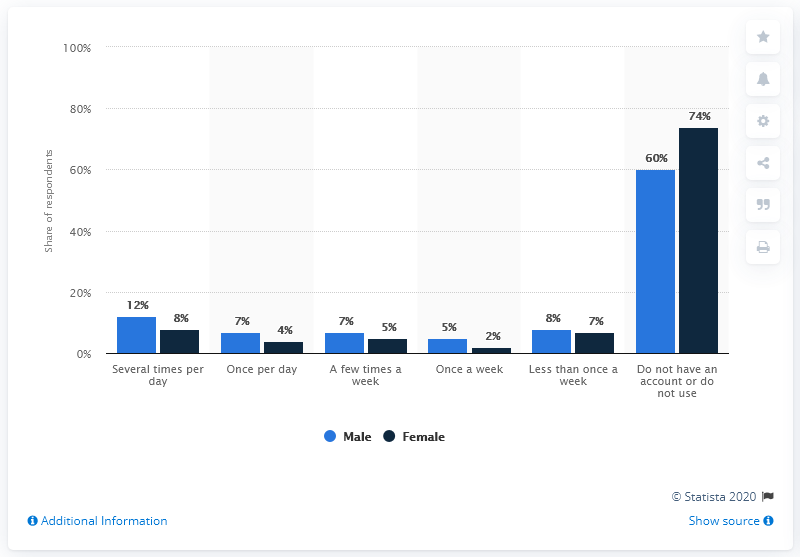 100%
80%
60%
40%
20%
0%
Share of respondents
12%
8%
7%
4%
7%
5%
5%
2%
8%
7%
60%
74%
Several times per
day
Once per day
A few times a
week
Once a week
Less than once a
week
Do not have an
account or do
not use
Male
Female
© Statista 2020
Additional Information
Show source